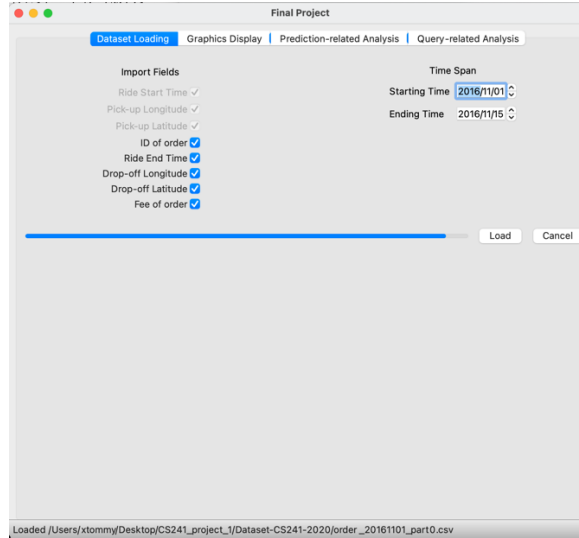 Final Project
Dataset Loading Graphics Display Prediction-related Analysis Query-related Analysis
Import Fields
Ride Start Time
Pick-up Longitude
Pick-up Latitude
ID of order
Ride End Time
Drop-off Longitude
Drop-off Latitude
Fee of order
Time Span
Starting Time 2016/11/01
Ending Time 2016/11/15
Load Cancel
Loaded /Users/xtommy/Desktop/CS241_project_1/Dataset-CS241-2020/order_20161101_part0.csv